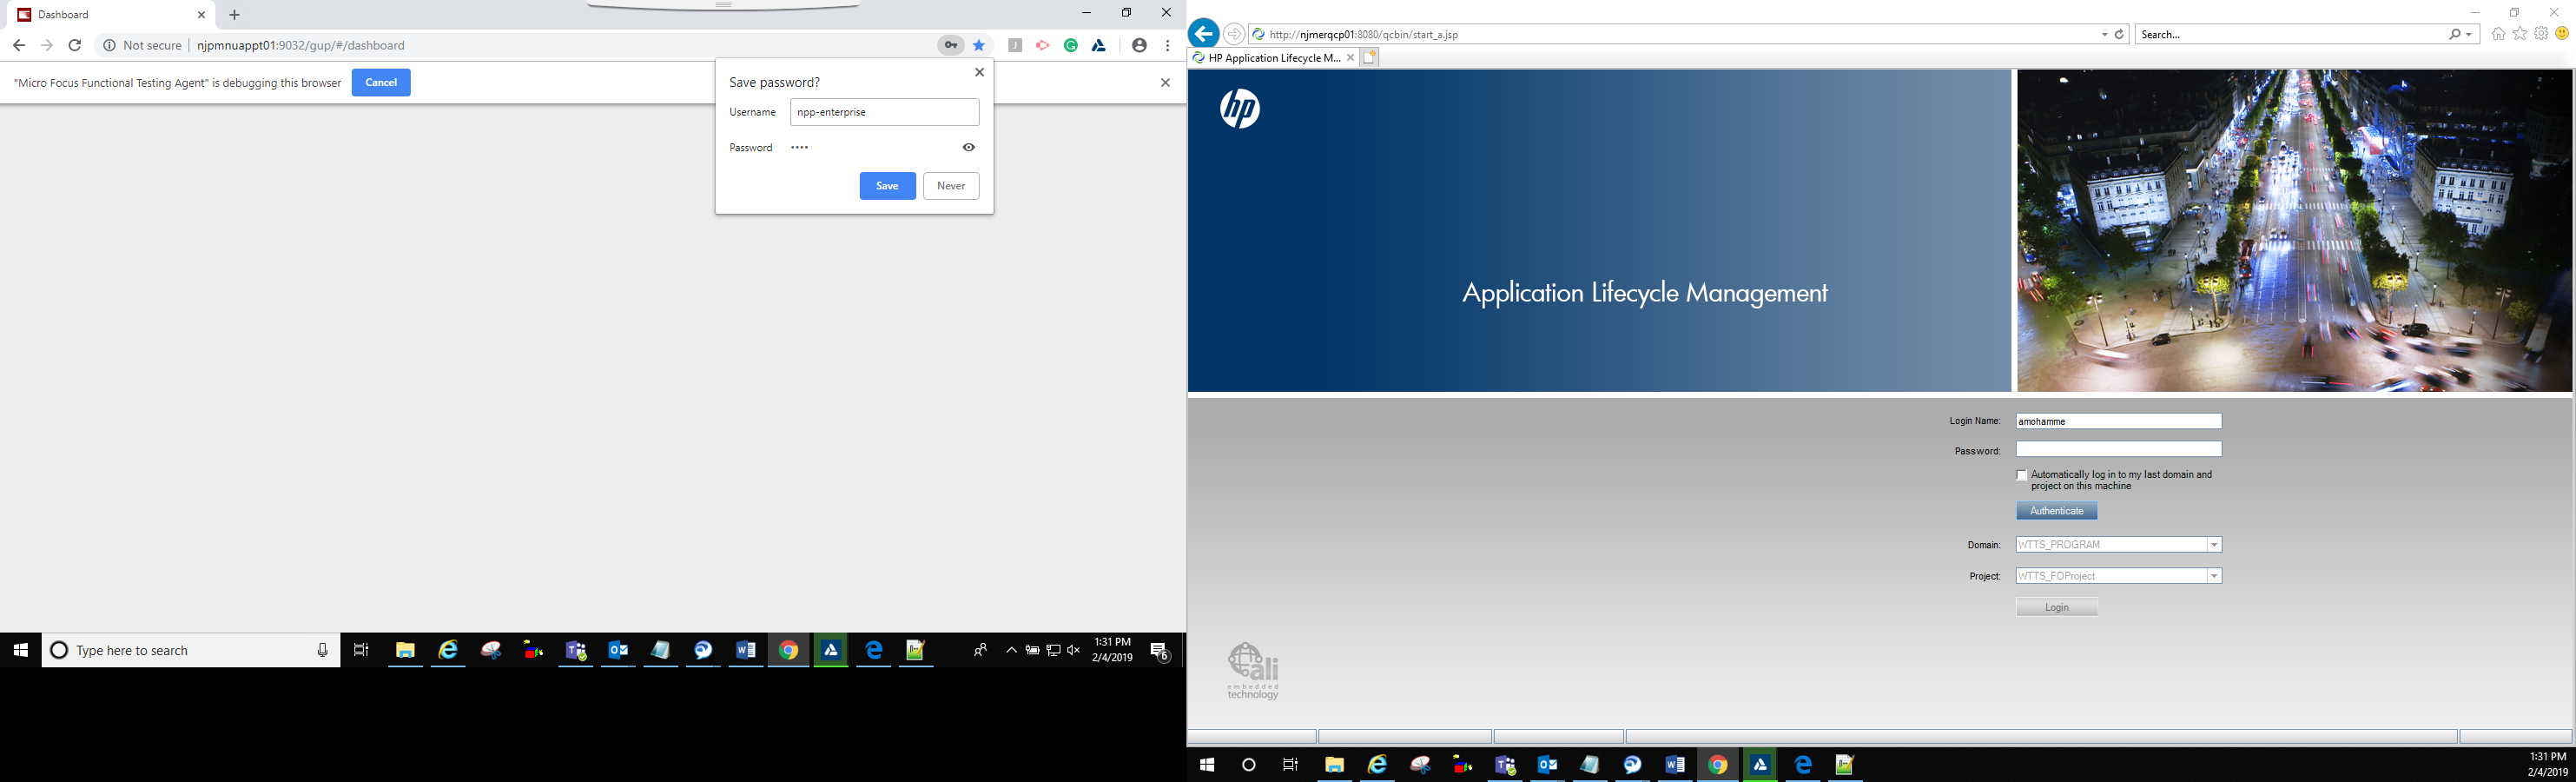 Dashboard
Not secure | njpmnuappt01:9032/gup/#/dashboard
"Micro Focus Functional Testing Agent" is debugging this browser Cancel
Save password?
Username npp-enterprise
Password ••••
Save Never
Type here to search
1:31 PM
2/4/2019
6
http://njmerqcp01:8080/qcbin/start_a.jsp
Search...
HP Application Lifecycle M...
hp
Application Lifecycle Management
Login Name: amohamme
Password:
Automatically log in to my last domain and
project on this machine
Authenticate
Domain: WTTS_PROGRAM
Project: WTTS_FOProject
Login
ali
embedded
technology
1:31 PM
2/4/2019